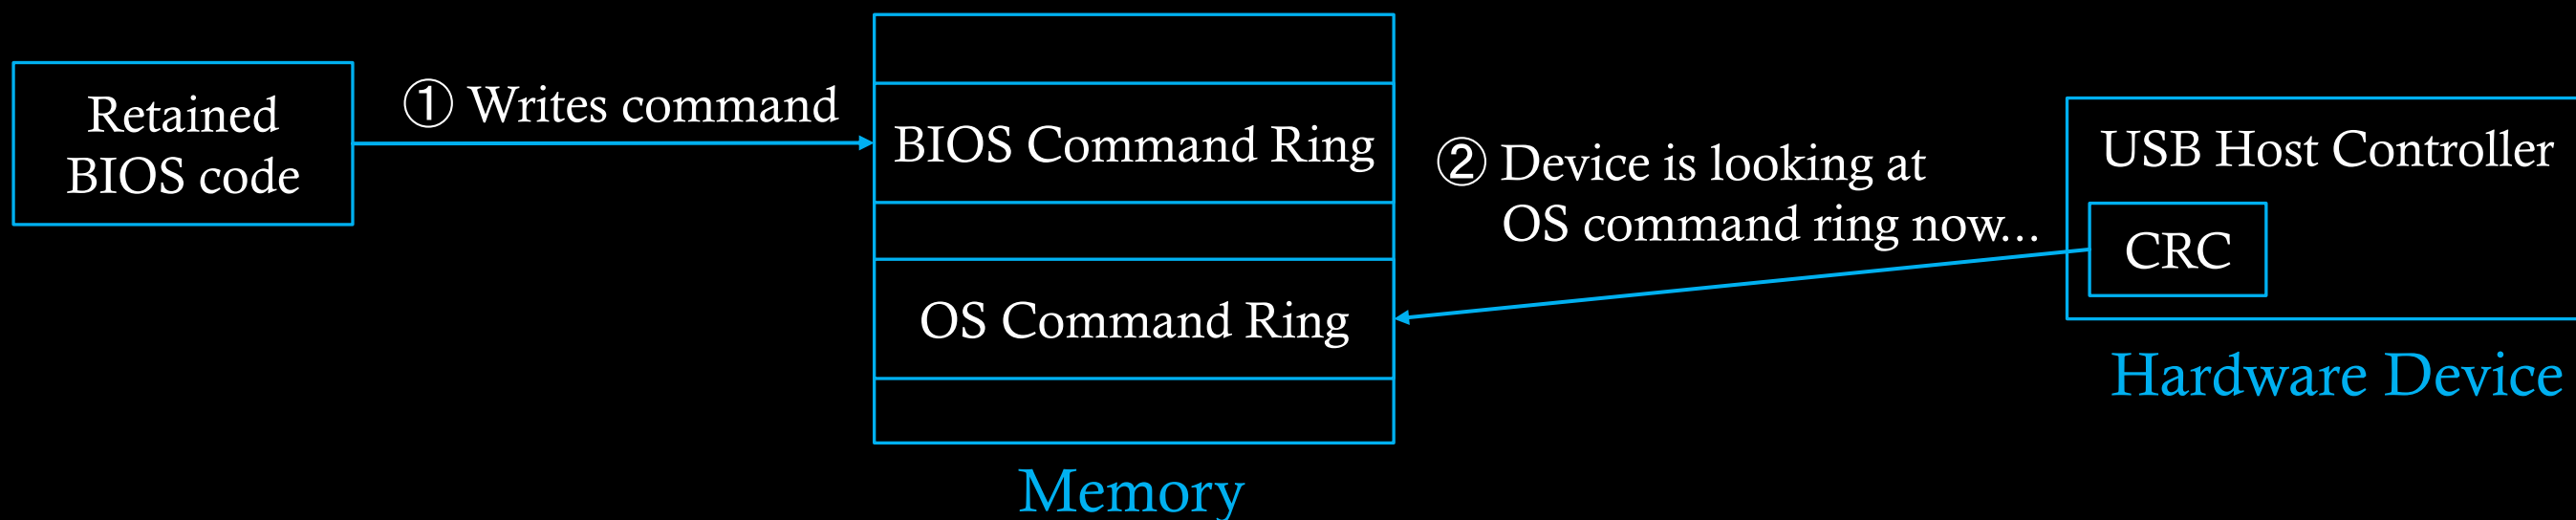 Retained
BIOS code
① Writes command
BIOS Command Ring
OS Command Ring
Memory
② Device is looking at
OS command ring now...
USB Host Controller
CRC
Hardware Device